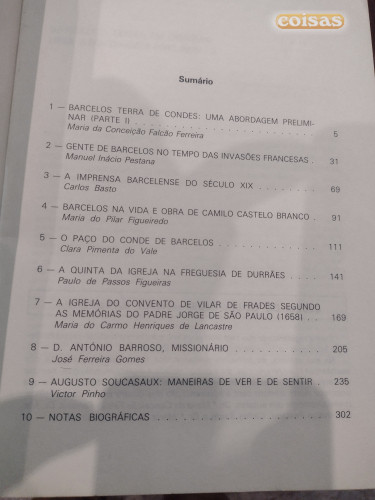 coisas
Sumário
1 — BARCELOS TERRA DE CONDES: UMA ABORDAGEM PRELIMI-
NAR (PARTE I) . . . . . . . . . . . . . . . . . . . . 5
Maria da Conceição Falcão Ferreira
2 — GENTE DE BARCELOS NO TEMPO DAS INVASÕES FRANCESAS . 31
Manuel Inácio Pestana
3 — A IMPRENSA BARCELENSE DO SÉCULO XIX . . . . . . . . 69
Carlos Basto
4 — BARCELOS NA VIDA E OBRA DE CAMILO CASTELO BRANCO . 91
Maria do Pilar Figueiredo
5 — O PAÇO DO CONDE DE BARCELOS . . . . . . . . . . . 111
Clara Pimenta do Vale
6 — A QUINTA DA IGREJA NA FREGUESIA DE DURRÃES . . . . 141
Paulo de Passos Figueiras
7 — A IGREJA DO CONVENTO DE VILAR DE FRADES SEGUNDO
AS MEMÓRIAS DO PADRE JORGE DE SÃO PAULO (1658) . . . 169
Maria do Carmo Henriques de Lancastre
8 — D. ANTÓNIO BARROSO, MISSIONÁRIO . . . . . . . . . . 205
José Ferreira Gomes
9 — AUGUSTO SOUCASAUX: MANEIRAS DE VER E DE SENTIR . 235
Victor Pinho
10 — NOTAS BIOGRÁFICAS . . . . . . . . . . . . . . . . . 302